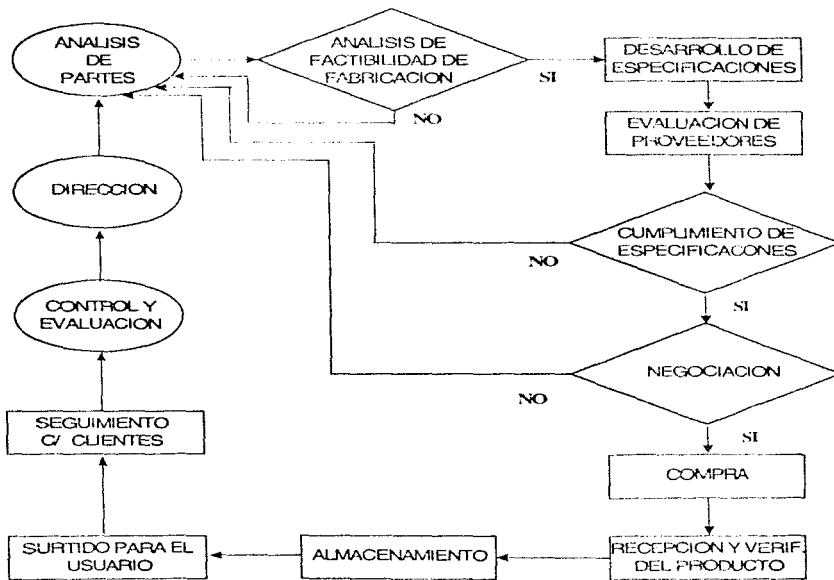 ANALISIS
DE
PARTES
ANALISIS DE
FACTIBILIDAD DE
FABRICACION
SI
NO
DESARROLLO DE
ESPECIFICACIONES
EVALUACION DE
PROVEEDORES
CUMPLIMIENTO DE
ESPECIFICACONES
NO
SI
NEGOCIACION
NO
SI
COMPRA
RECEPCION Y VERIF.
DEL PRODUCTO
ALMACENAMIENTO
SURTIDO PARA EL
USUARIO
SEGUIMIENTO
C/ CLIENTES
CONTROL Y
EVALUACION
DIRECCION